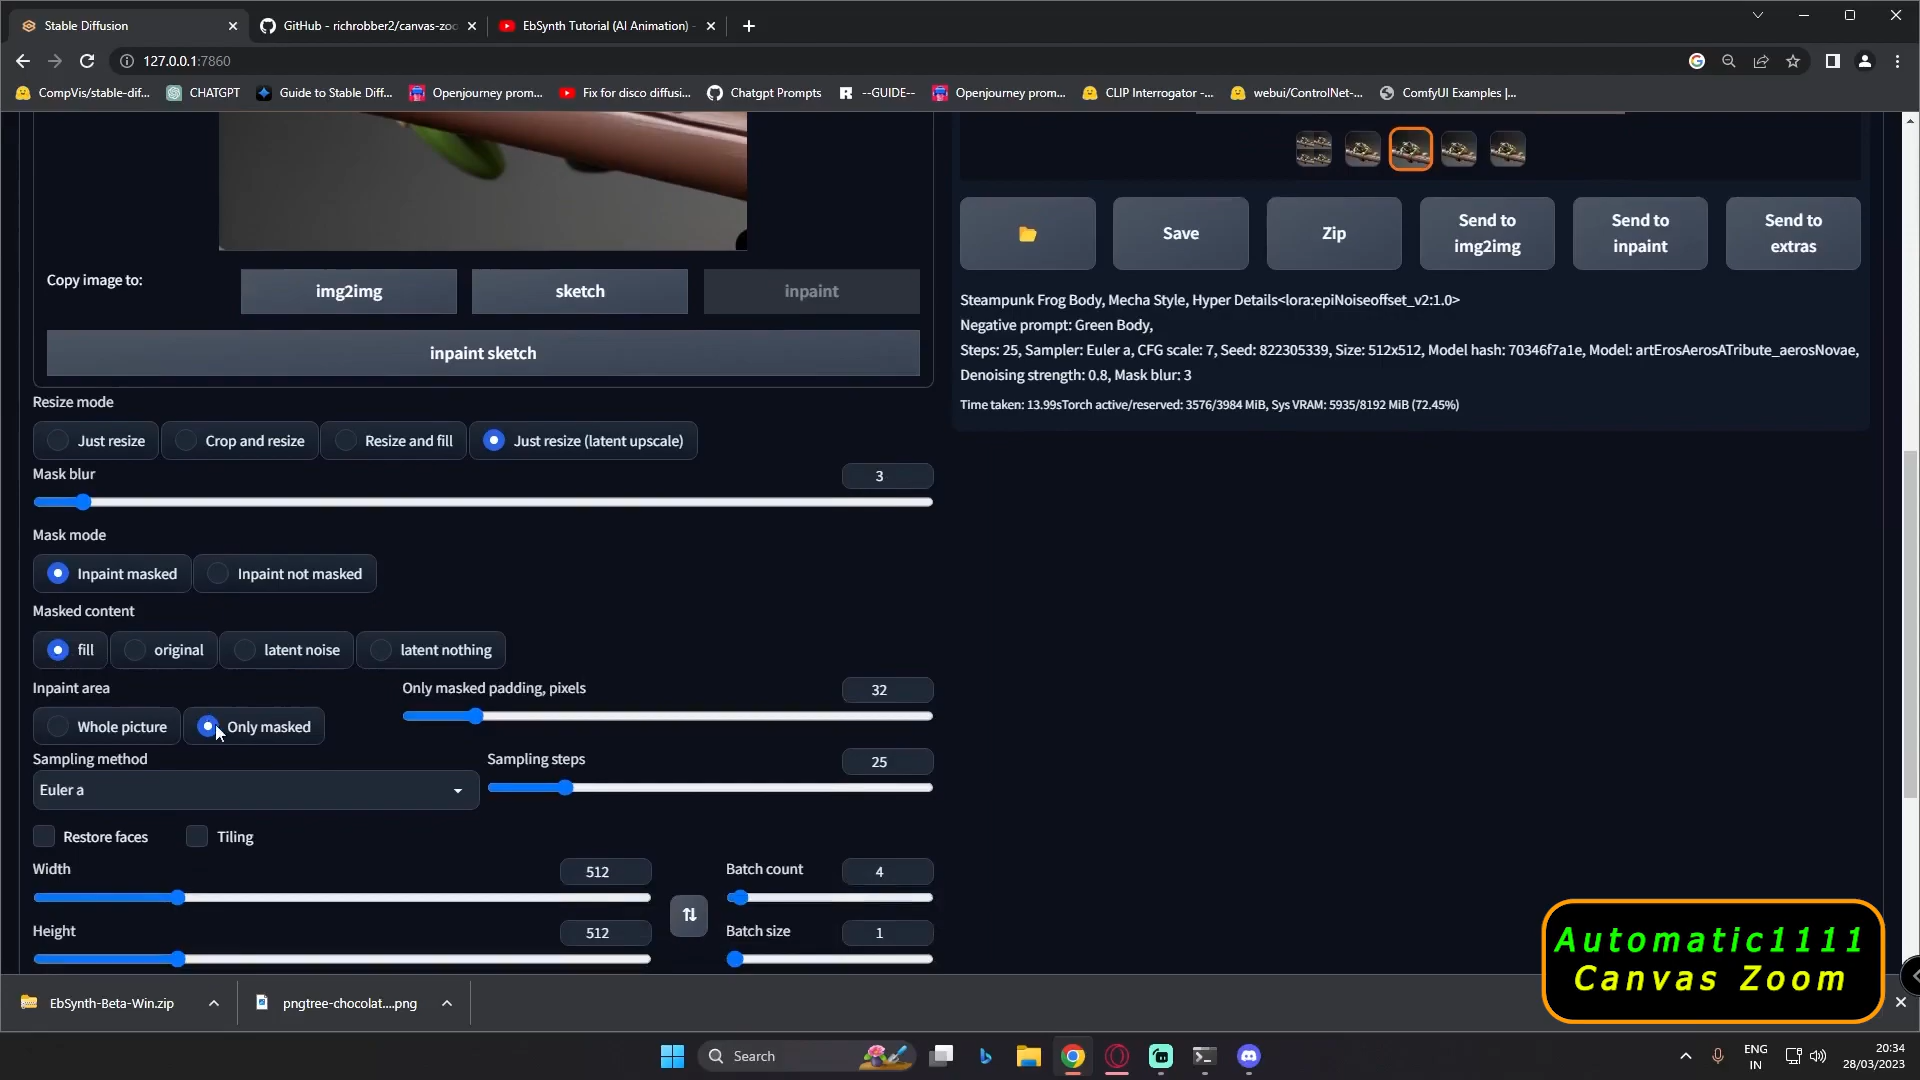 Stable Diffusion
GitHub - richrobber2/canvas-zoo
EbSynth Tutorial (AI Animation) -
127.0.0.1:7860
CompVis/stable-dif...
CHATGPT
Guide to Stable Diff...
Openjourney prom...
Fix for disco diffusi...
Chatgpt Prompts
--GUIDE--
Openjourney prom...
CLIP Interrogator -...
webui/ControlNet-...
ComfyUI Examples |...
Copy image to:
img2img
sketch
inpaint
inpaint sketch
Save
Zip
Send to
img2img
Send to
inpaint
Send to
extras
Steampunk Frog Body, Mecha Style, Hyper Details<lora:epiNoiseoffset_v2:1.0>
Negative prompt: Green Body,
Steps: 25, Sampler: Euler a, CFG scale: 7, Seed: 822305339, Size: 512x512, Model hash: 70346f7a1e, Model: artErosAerosATribute_aerosNovae,
Denoising strength: 0.8, Mask blur: 3
Time taken: 13.99sTorch active/reserved: 3576/3984 MiB, Sys VRAM: 5935/8192 MiB (72.45%)
Resize mode
Just resize
Crop and resize
Resize and fill
Just resize (latent upscale)
Mask blur
3
Mask mode
Inpaint masked
Inpaint not masked
Masked content
fill
original
latent noise
latent nothing
Inpaint area
Only masked padding, pixels
32
Whole picture
Only masked
Sampling method
Sampling steps
25
Euler a
Restore faces
Tiling
Width
512
Batch count
4
Height
512
Batch size
1
Automatic1111
Canvas Zoom
EbSynth-Beta-Win.zip
pngtree-chocolat....png
Search
ENG
IN
20:34
28/03/2023